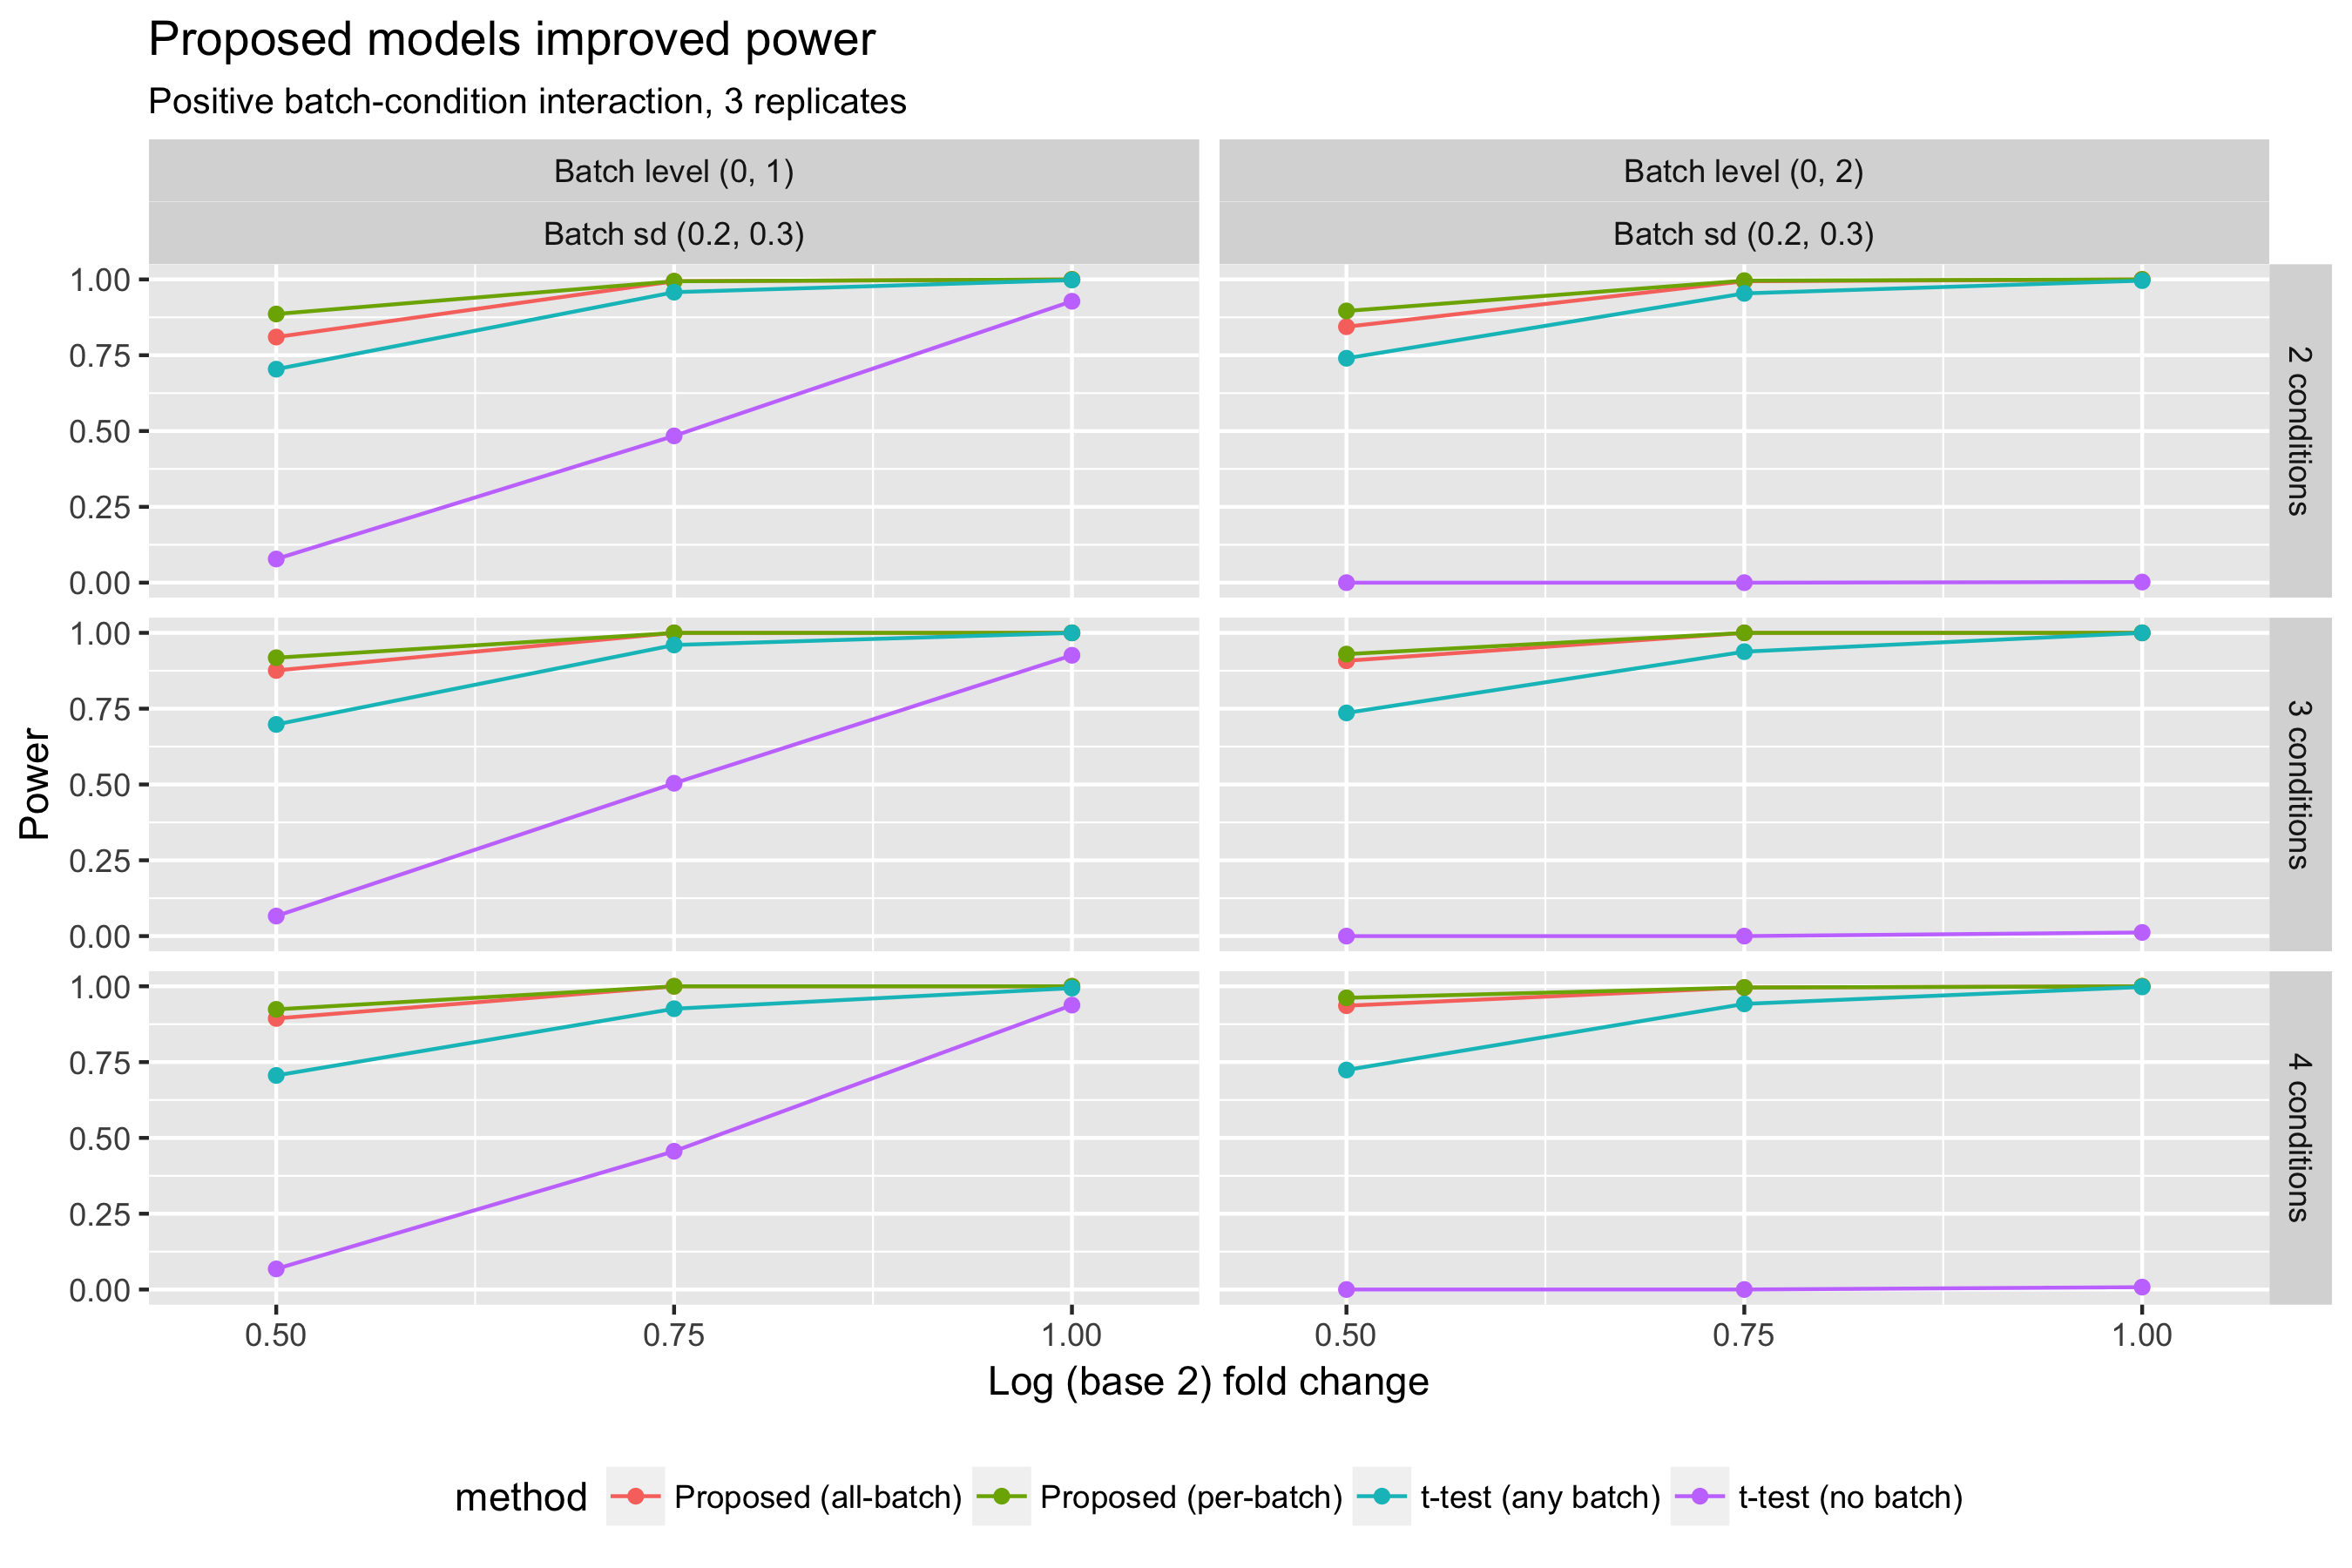 Proposed models improved power
Positive batch-condition interaction, 3 replicates
Batch level (0, 1)
Batch level (0, 2)
Batch sd (0.2, 0.3)
Batch sd (0.2, 0.3)
1.00
0.75
0.50
0.25
0.00
2 conditions
1.00
0.75
0.50
0.25
0.00
3 conditions
1.00
0.75
0.50
0.25
0.00
4 conditions
Power
0.50 0.75 1.00
0.50 0.75 1.00
Log (base 2) fold change
method Proposed (all-batch) Proposed (per-batch) t-test (any batch) t-test (no batch)